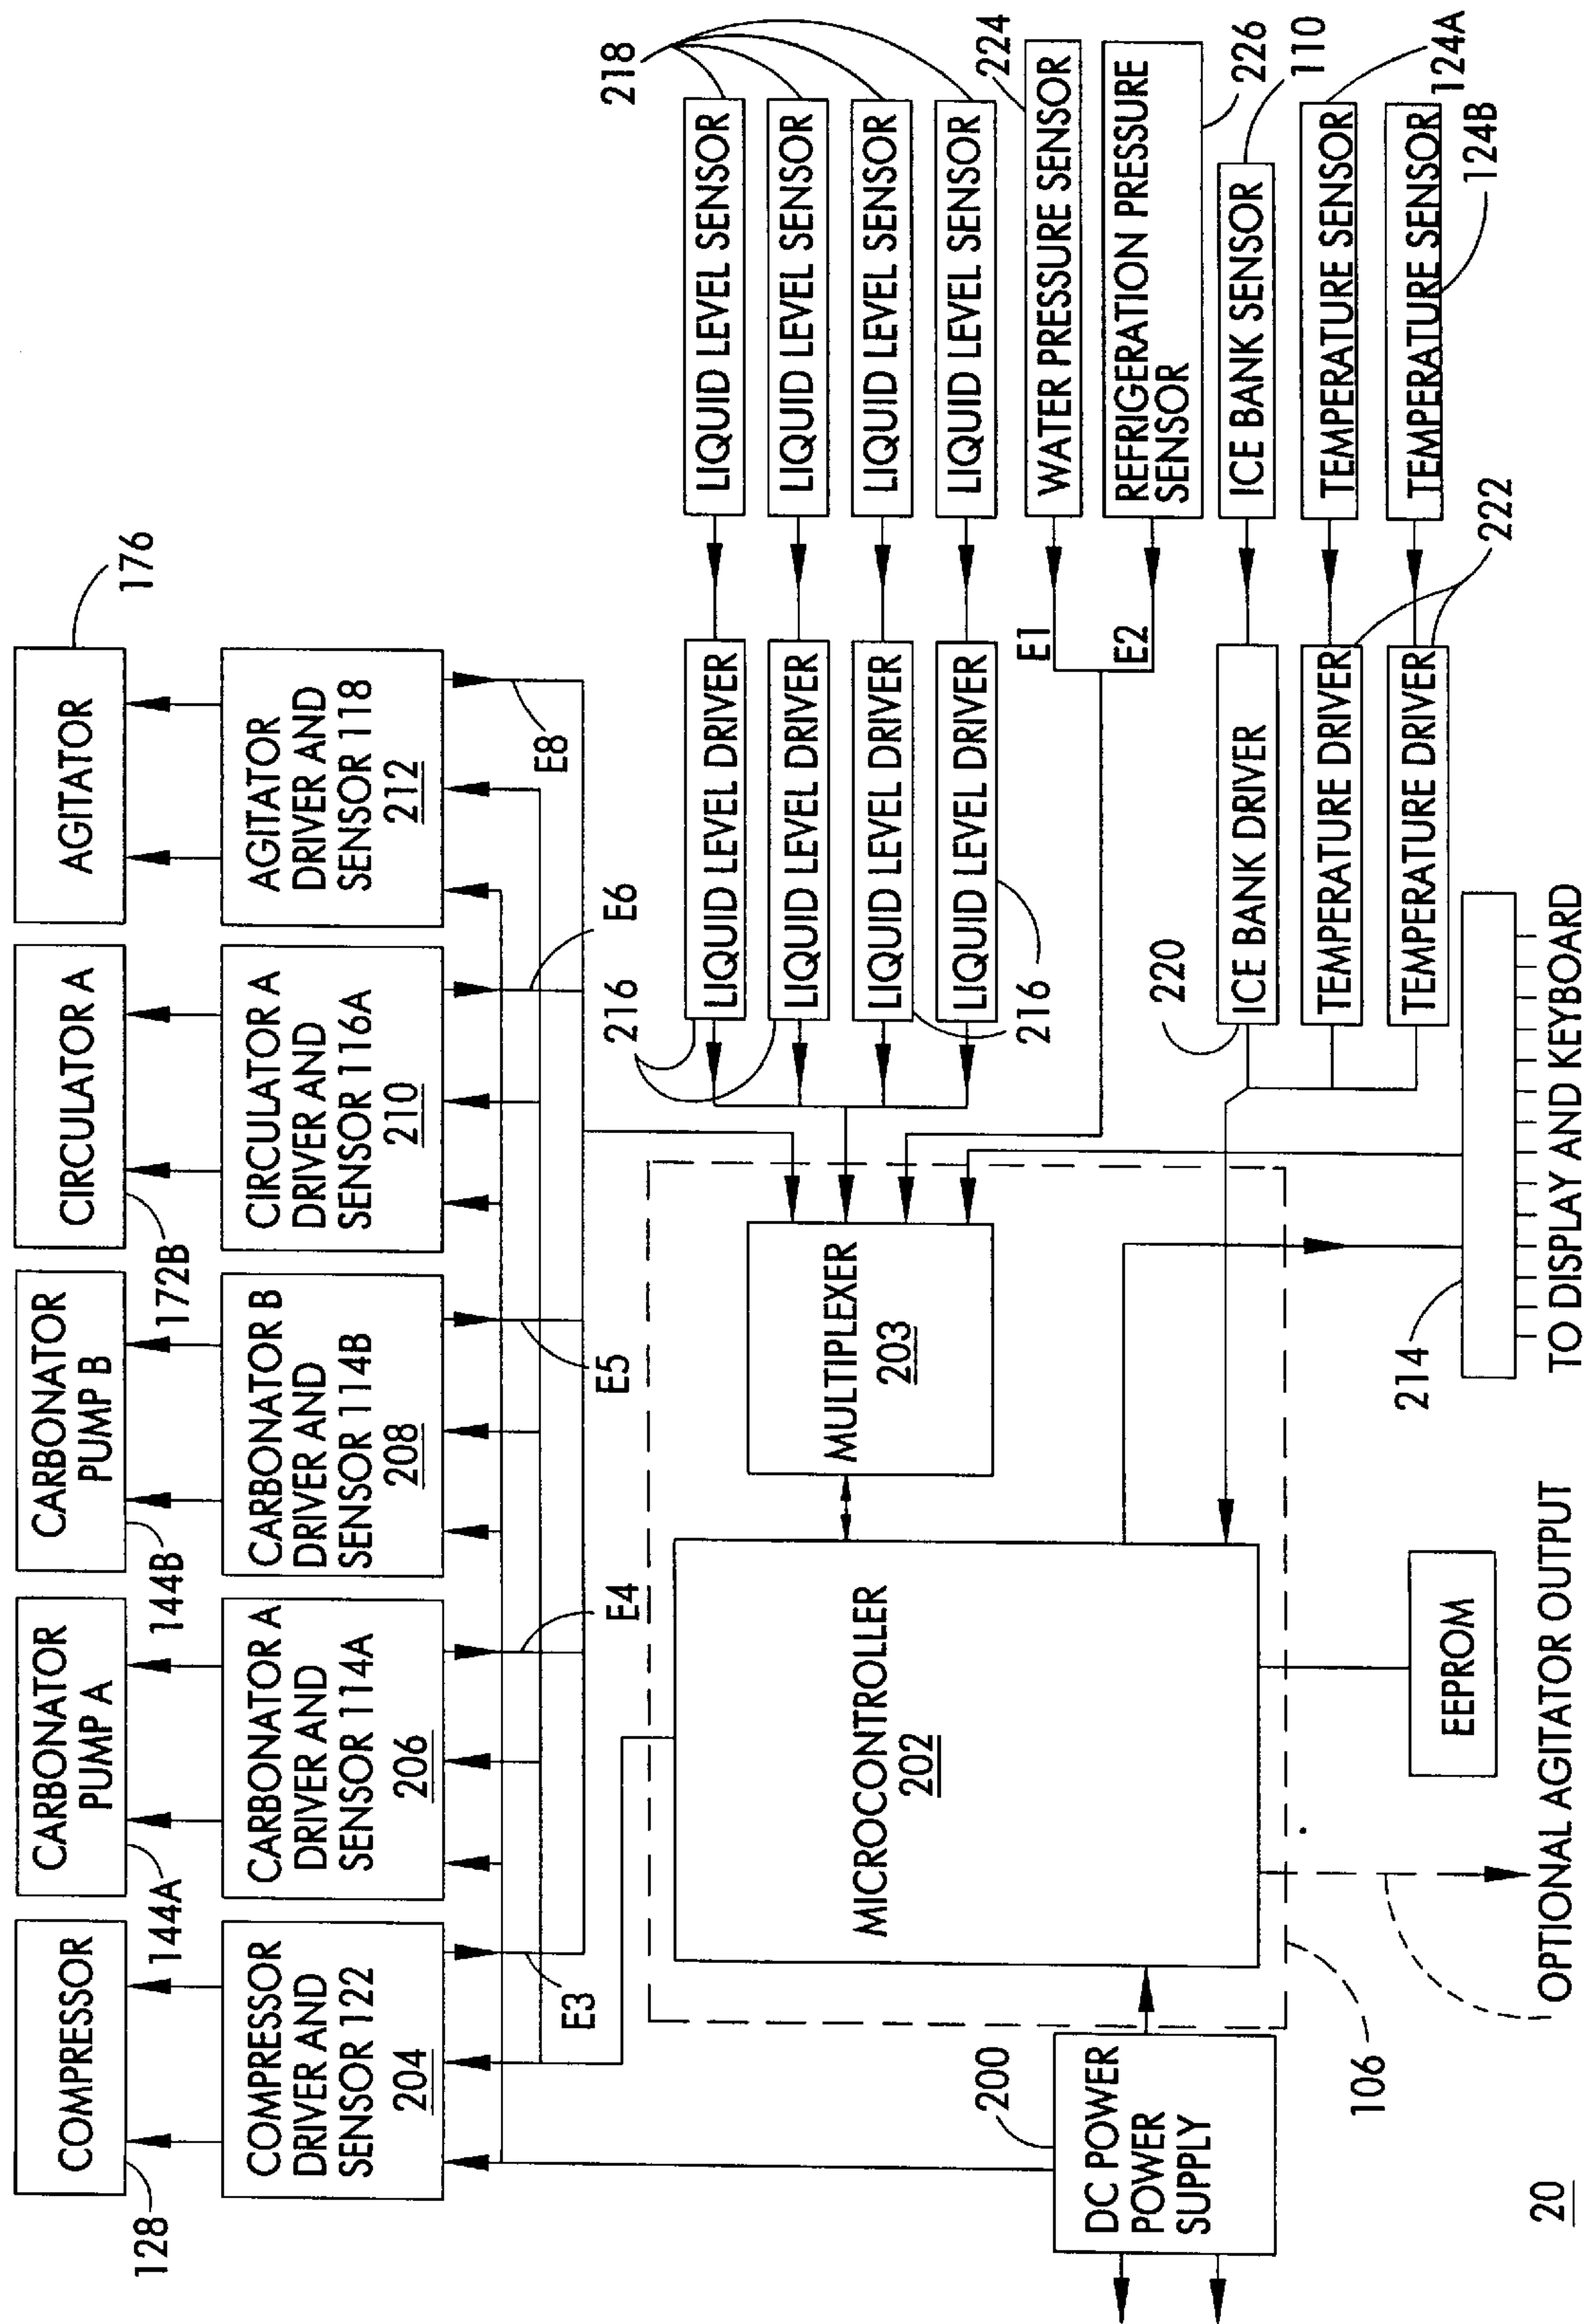 COMPRESSOR
128
CARBONATOR
PUMP A
144A
CARBONATOR
PUMP B
144B
CIRCULATOR A
172B
AGITATOR
176
COMPRESSOR
DRIVER AND
SENSOR 122
204
CARBONATOR A
DRIVER AND
SENSOR 114A
206
CARBONATOR B
DRIVER AND
SENSOR 114B
208
CIRCULATOR A
DRIVER AND
SENSOR 116A
210
AGITATOR
DRIVER AND
SENSOR 118
212
E3
E4
E5
E6
E8
218
216
LIQUID LEVEL DRIVER
LIQUID LEVEL SENSOR
LIQUID LEVEL DRIVER
LIQUID LEVEL SENSOR
LIQUID LEVEL DRIVER
LIQUID LEVEL SENSOR
LIQUID LEVEL DRIVER
LIQUID LEVEL SENSOR
216
E1
WATER PRESSURE SENSOR
224
E2
REFRIGERATION PRESSURE
SENSOR
226
220
ICE BANK DRIVER
ICE BANK SENSOR
110
TEMPERATURE DRIVER
TEMPERATURE SENSOR
124A
TEMPERATURE DRIVER
222
TEMPERATURE SENSOR
124B
MICROCONTROLLER
202
MULTIPLEXER
203
200
DC POWER
POWER
SUPPLY
106
EEPROM
214
OPTIONAL AGITATOR OUTPUT
TO DISPLAY AND KEYBOARD
20